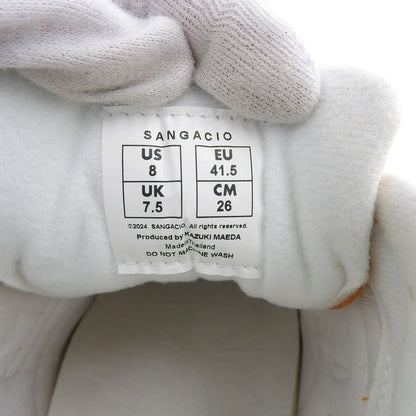 SANGACIO
US EU
8 41.5
UK CM
7.5 26
©2024 SANGACIO. All rights reserved.
Produced by KAZUKI MAEDA
Made in Thailand
DO NOT MACHINE WASH